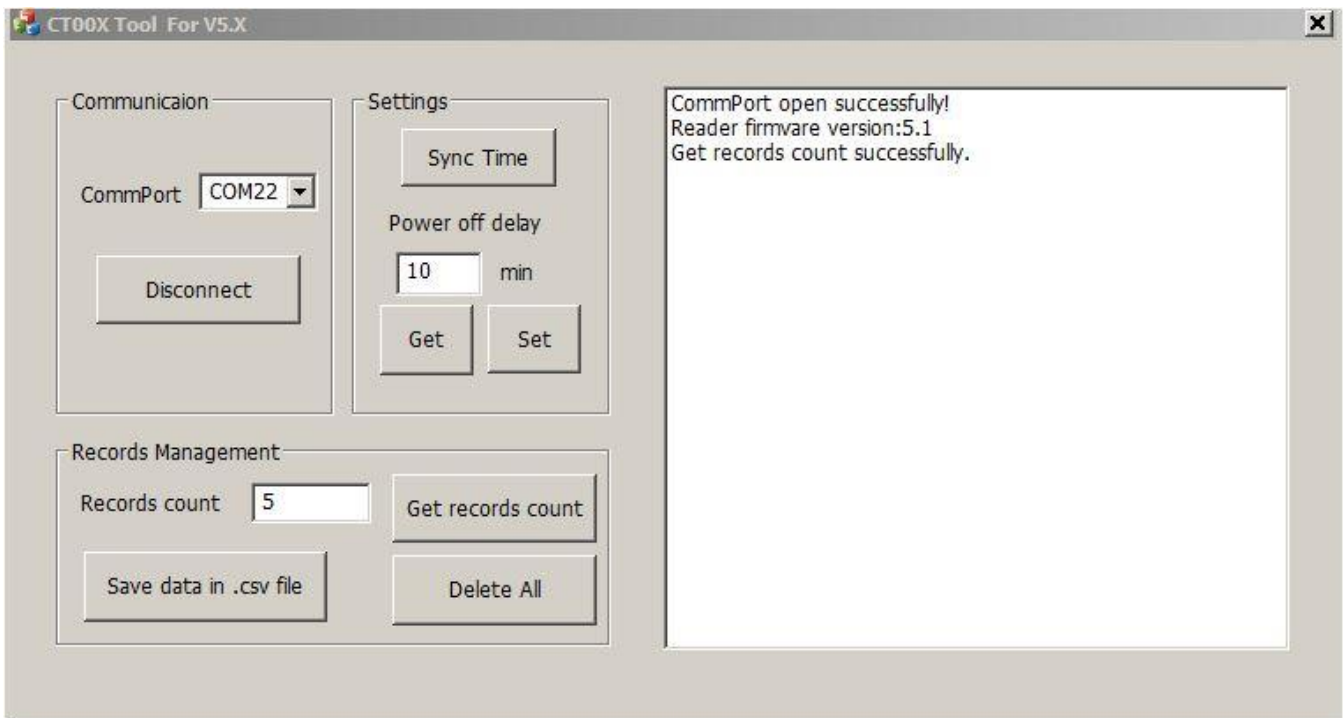 CT00X Tool For V5.X
Communicaion
CommPort COM22
Disconnect
Settings
Sync Time
Power off delay
10 min
Get Set
Records Management
Records count 5 Get records count
Save data in .csv file Delete All
CommPort open successfully!
Reader firmvare version:5.1
Get records count successfully.